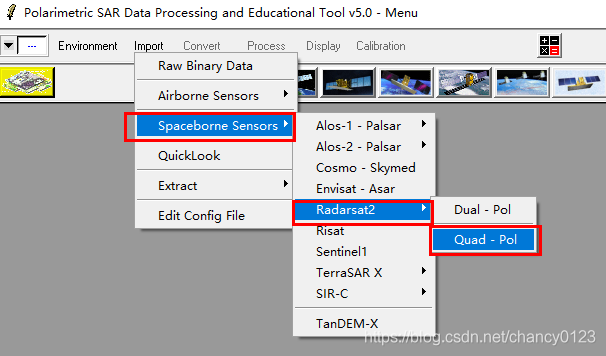 Polarimetric SAR Data Processing and Educational Tool v5.0 - Menu
... Environment Import Convert Process Display Calibration
Raw Binary Data
Airborne Sensors
Spaceborne Sensors
QuickLook
Extract
Edit Config File
Alos-1 - Palsar
Alos-2 - Palsar
Cosmo - Skymed
Envisat - Asar
Radarsat2
Risat
Sentinel1
TerraSAR X
SIR-C
TanDEM-X
Dual - Pol
Quad - Pol
https://blog.csdn.net/chancy0123